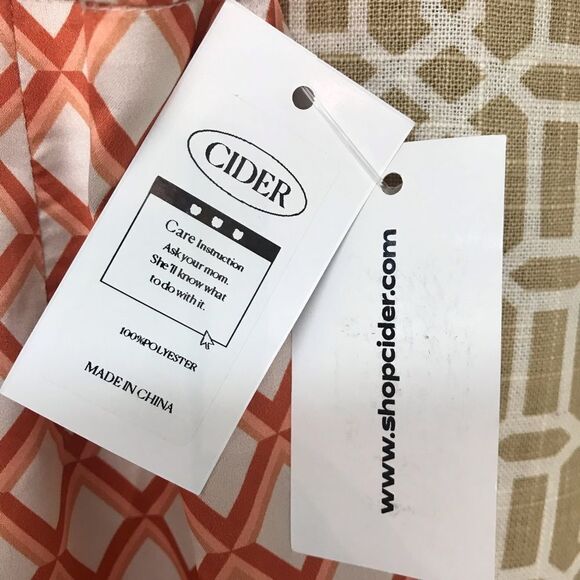 CIDER
Care Instruction
Ask your mom.
She'll know what
to do with it.
100%POLYESTER
MADE IN CHINA
www.shopcider.com